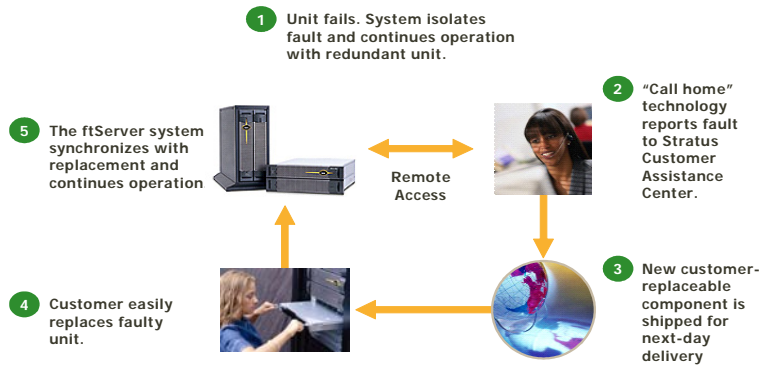 1 Unit fails. System isolates
fault and continues operation
with redundant unit.
2 “Call home”
technology
reports fault
to Stratus
Customer
Assistance
Center.
5 The ftServer system
synchronizes with
replacement and
continues operation
Remote
Access
3 New customer-
replaceable
component is
shipped for
next-day
delivery
4 Customer easily
replaces faulty
unit.